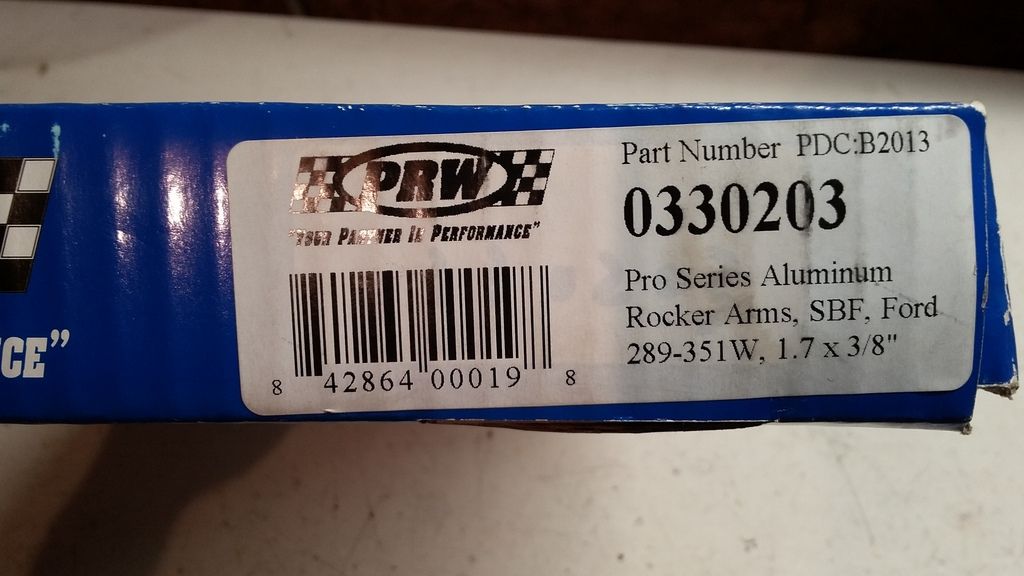 CE”
PRW
"YOUR PARTNER IN PERFORMANCE"
8 42864 00019 8
Part Number PDC:B2013
0330203
Pro Series Aluminum
Rocker Arms, SBF, Ford
289-351W, 1.7 x 3/8"